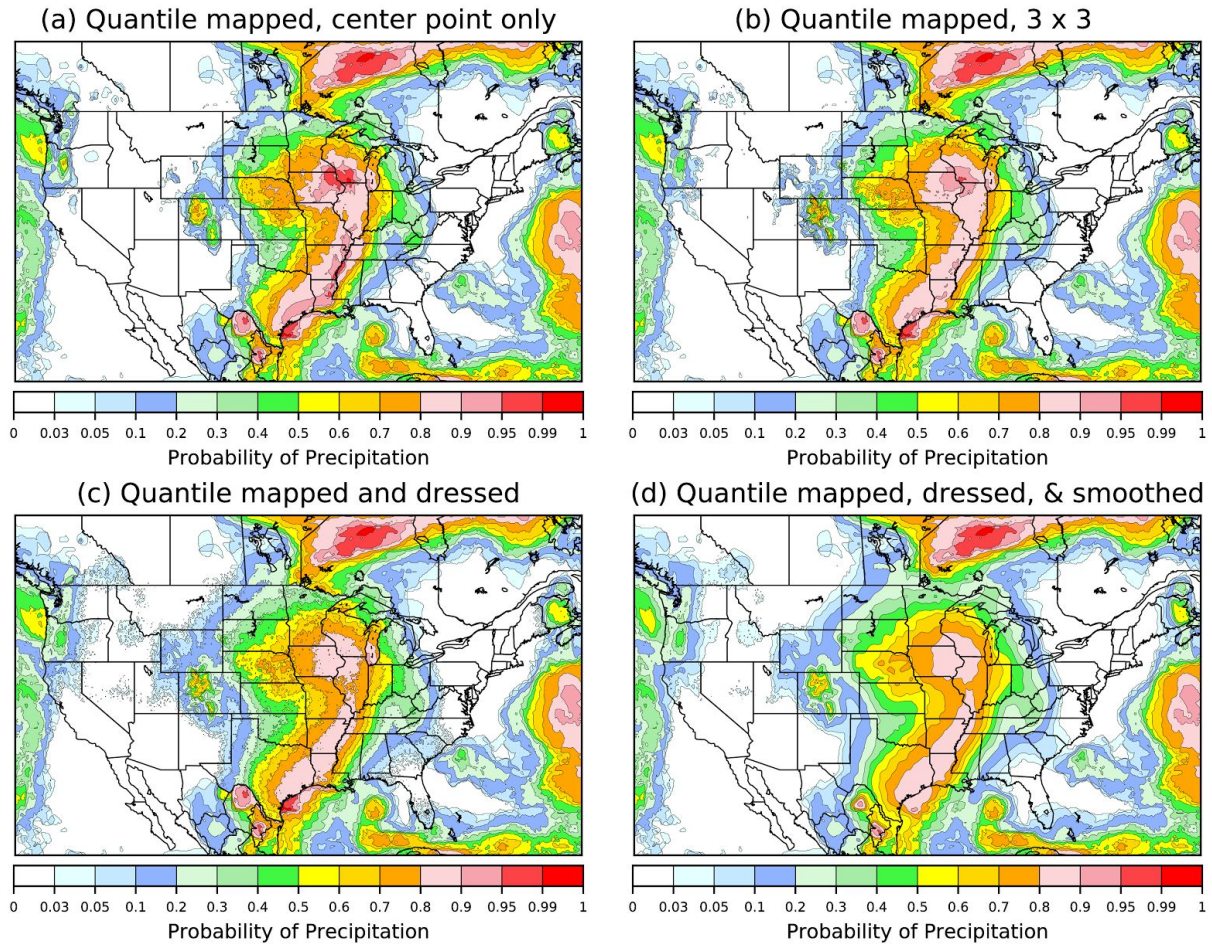 (a) Quantile mapped, center point only
(b) Quantile mapped, 3 x 3
0 0.03 0.05 0.1 0.2 0.3 0.4 0.5 0.6 0.7 0.8 0.9 0.95 0.99 1
Probability of Precipitation
0 0.03 0.05 0.1 0.2 0.3 0.4 0.5 0.6 0.7 0.8 0.9 0.95 0.99 1
Probability of Precipitation
(c) Quantile mapped and dressed
(d) Quantile mapped, dressed, & smoothed
0 0.03 0.05 0.1 0.2 0.3 0.4 0.5 0.6 0.7 0.8 0.9 0.95 0.99 1
Probability of Precipitation
0 0.03 0.05 0.1 0.2 0.3 0.4 0.5 0.6 0.7 0.8 0.9 0.95 0.99 1
Probability of Precipitation